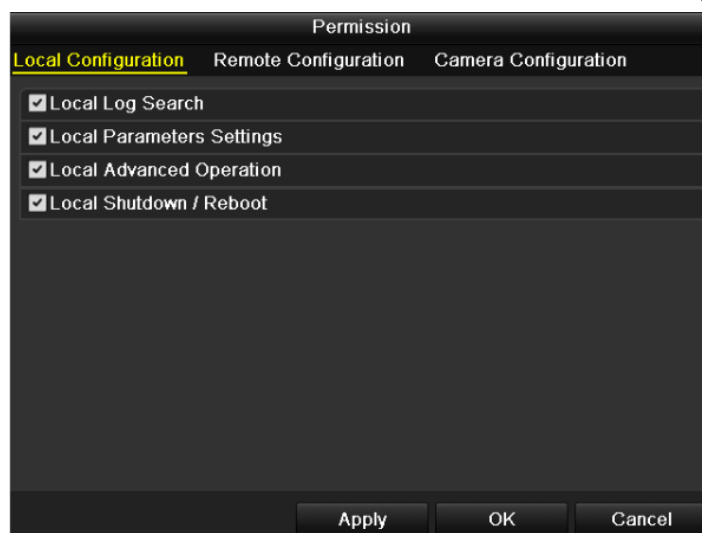 Permission
Local Configuration Remote Configuration Camera Configuration
Local Log Search
Local Parameters Settings
Local Advanced Operation
Local Shutdown / Reboot
Apply OK Cancel